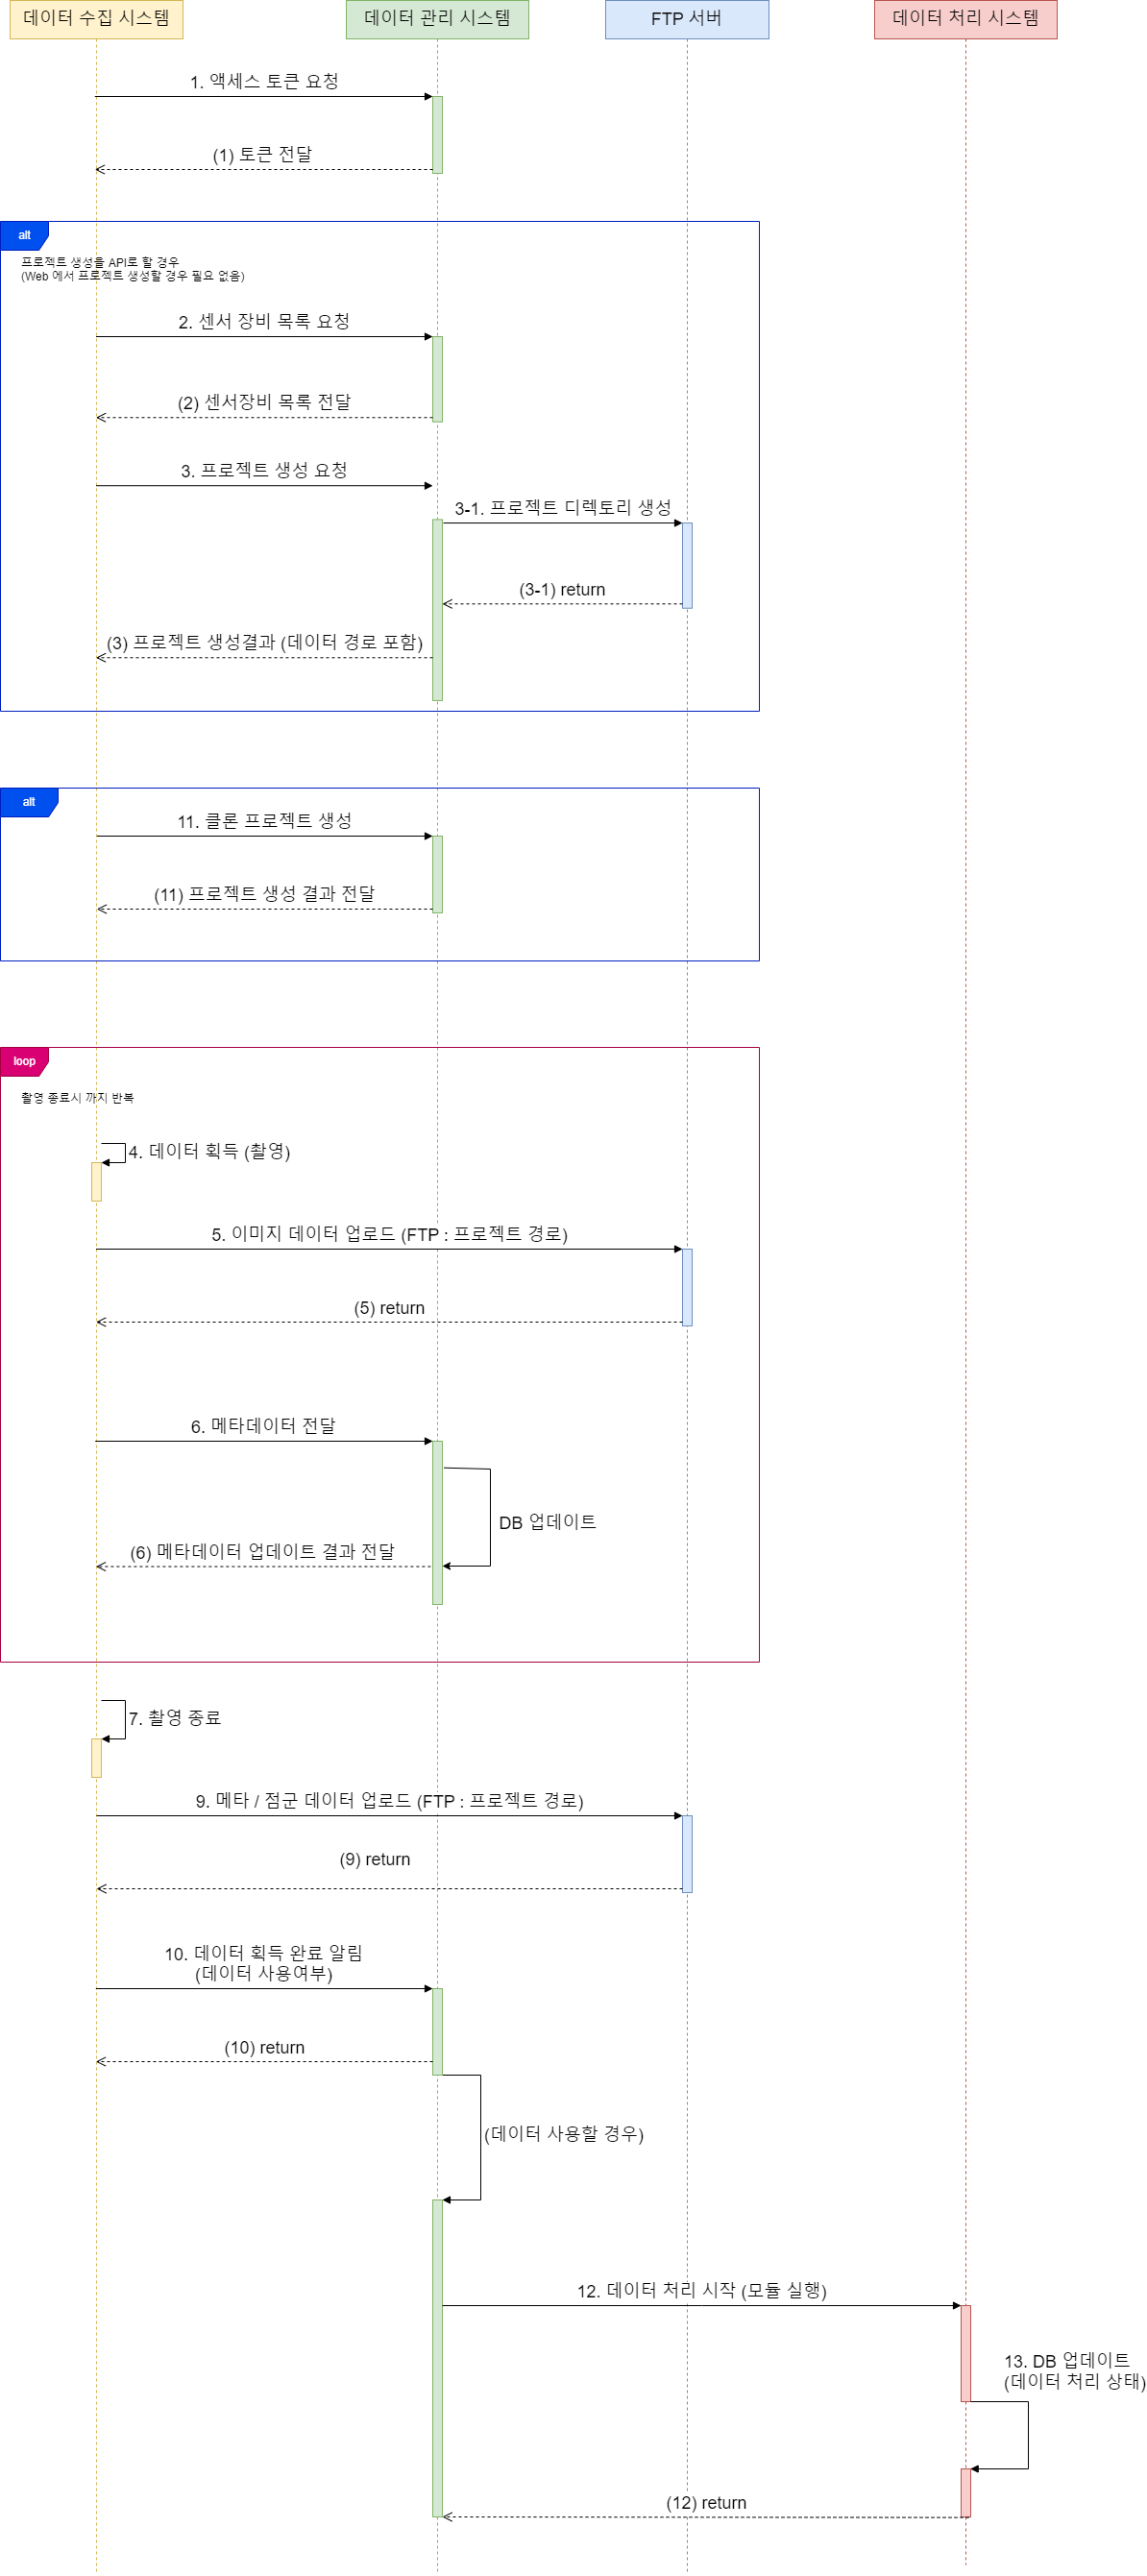 데이터 수집 시스템
데이터 관리 시스템
FTP 서버
데이터 처리 시스템
1. 액세스 토큰 요청
(1) 토큰 전달
alt
프로젝트 생성을 API로 할 경우
(Web 에서 프로젝트 생성할 경우 필요 없음)
2. 센서 장비 목록 요청
(2) 센서장비 목록 전달
3. 프로젝트 생성 요청
3-1. 프로젝트 디렉토리 생성
(3-1) return
(3) 프로젝트 생성결과 (데이터 경로 포함)
alt
11. 클론 프로젝트 생성
(11) 프로젝트 생성 결과 전달
loop
촬영 종료시 까지 반복
4. 데이터 획득 (촬영)
5. 이미지 데이터 업로드 (FTP : 프로젝트 경로)
(5) return
6. 메타데이터 전달
DB 업데이트
(6) 메타데이터 업데이트 결과 전달
7. 촬영 종료
9. 메타 / 점군 데이터 업로드 (FTP : 프로젝트 경로)
(9) return
10. 데이터 획득 완료 알림
(데이터 사용여부)
(10) return
(데이터 사용할 경우)
12. 데이터 처리 시작 (모듈 실행)
13. DB 업데이트
(데이터 처리 상태)
(12) return